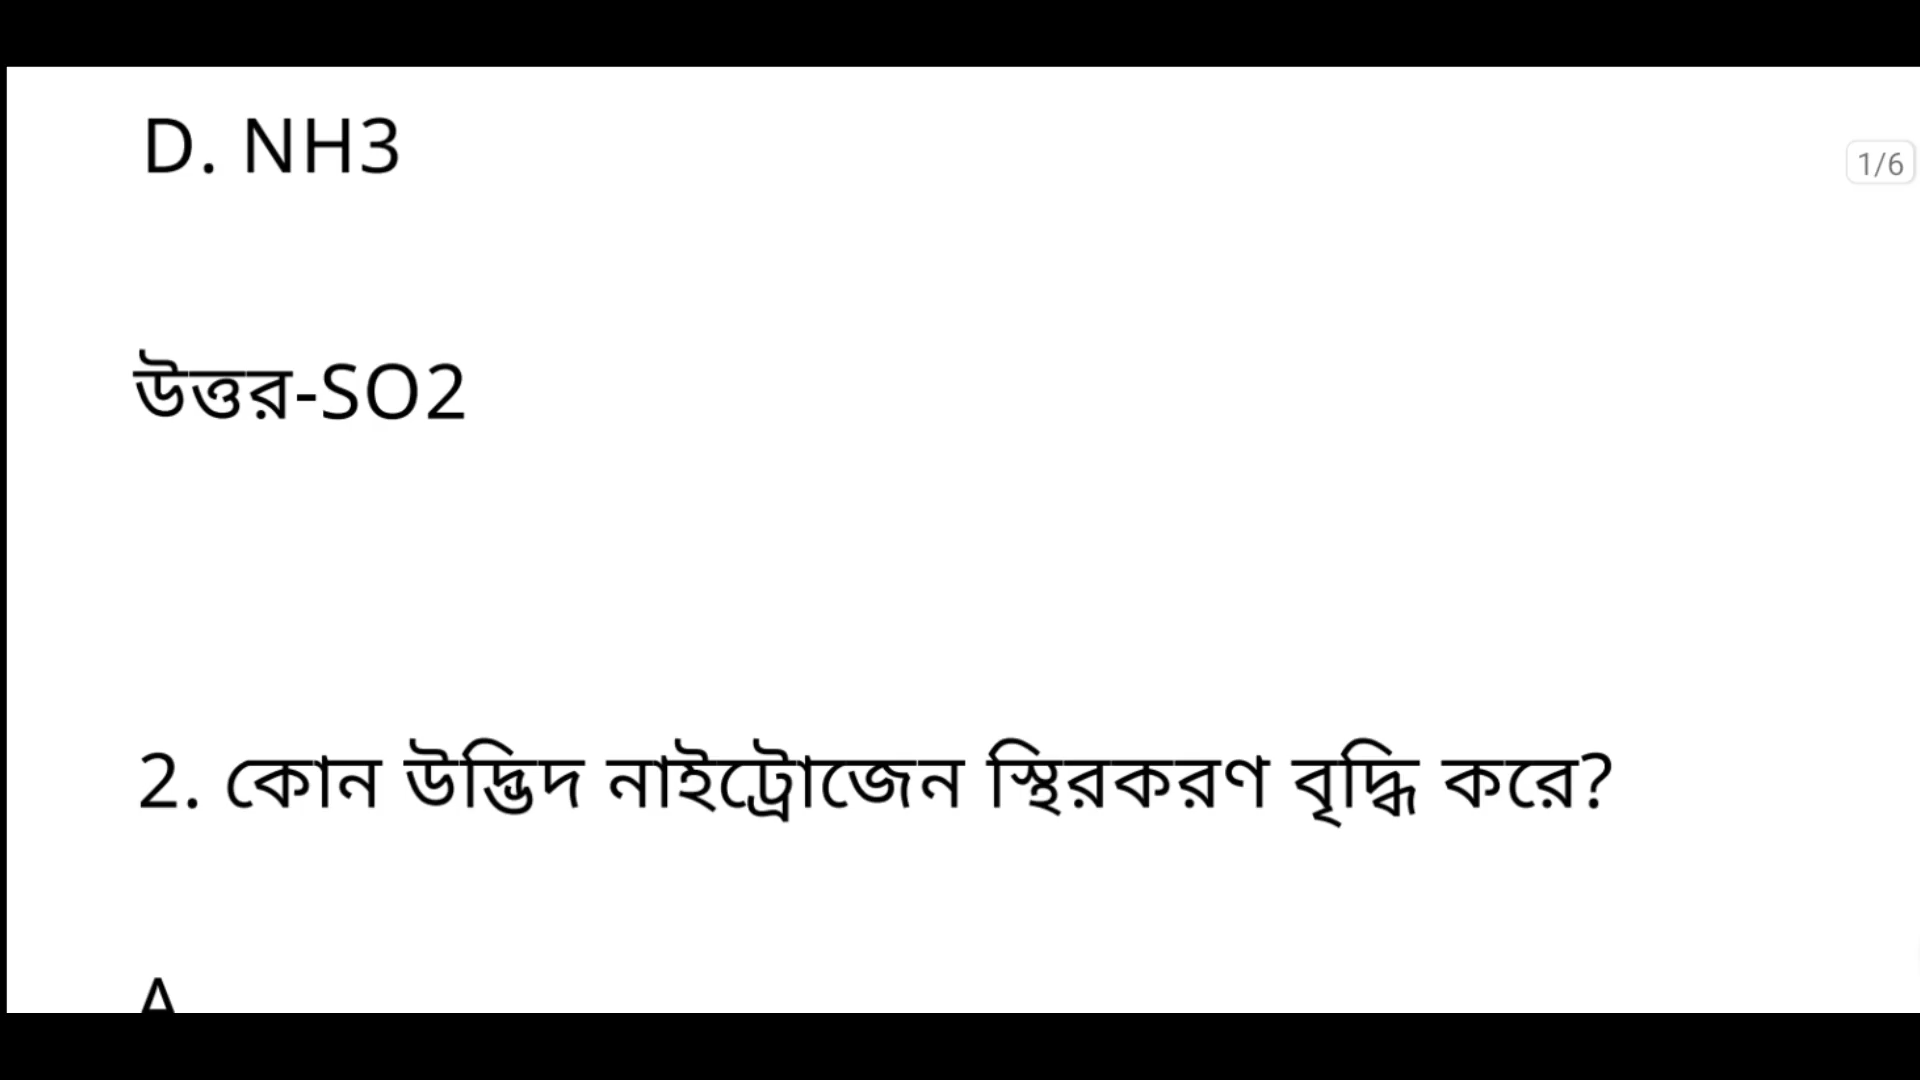 D. NH3
1/6
উত্তর-SO2
2. কোন উদ্ভিদ নাইট্রোজেন স্থিরকরণ বৃদ্ধি করে?
A